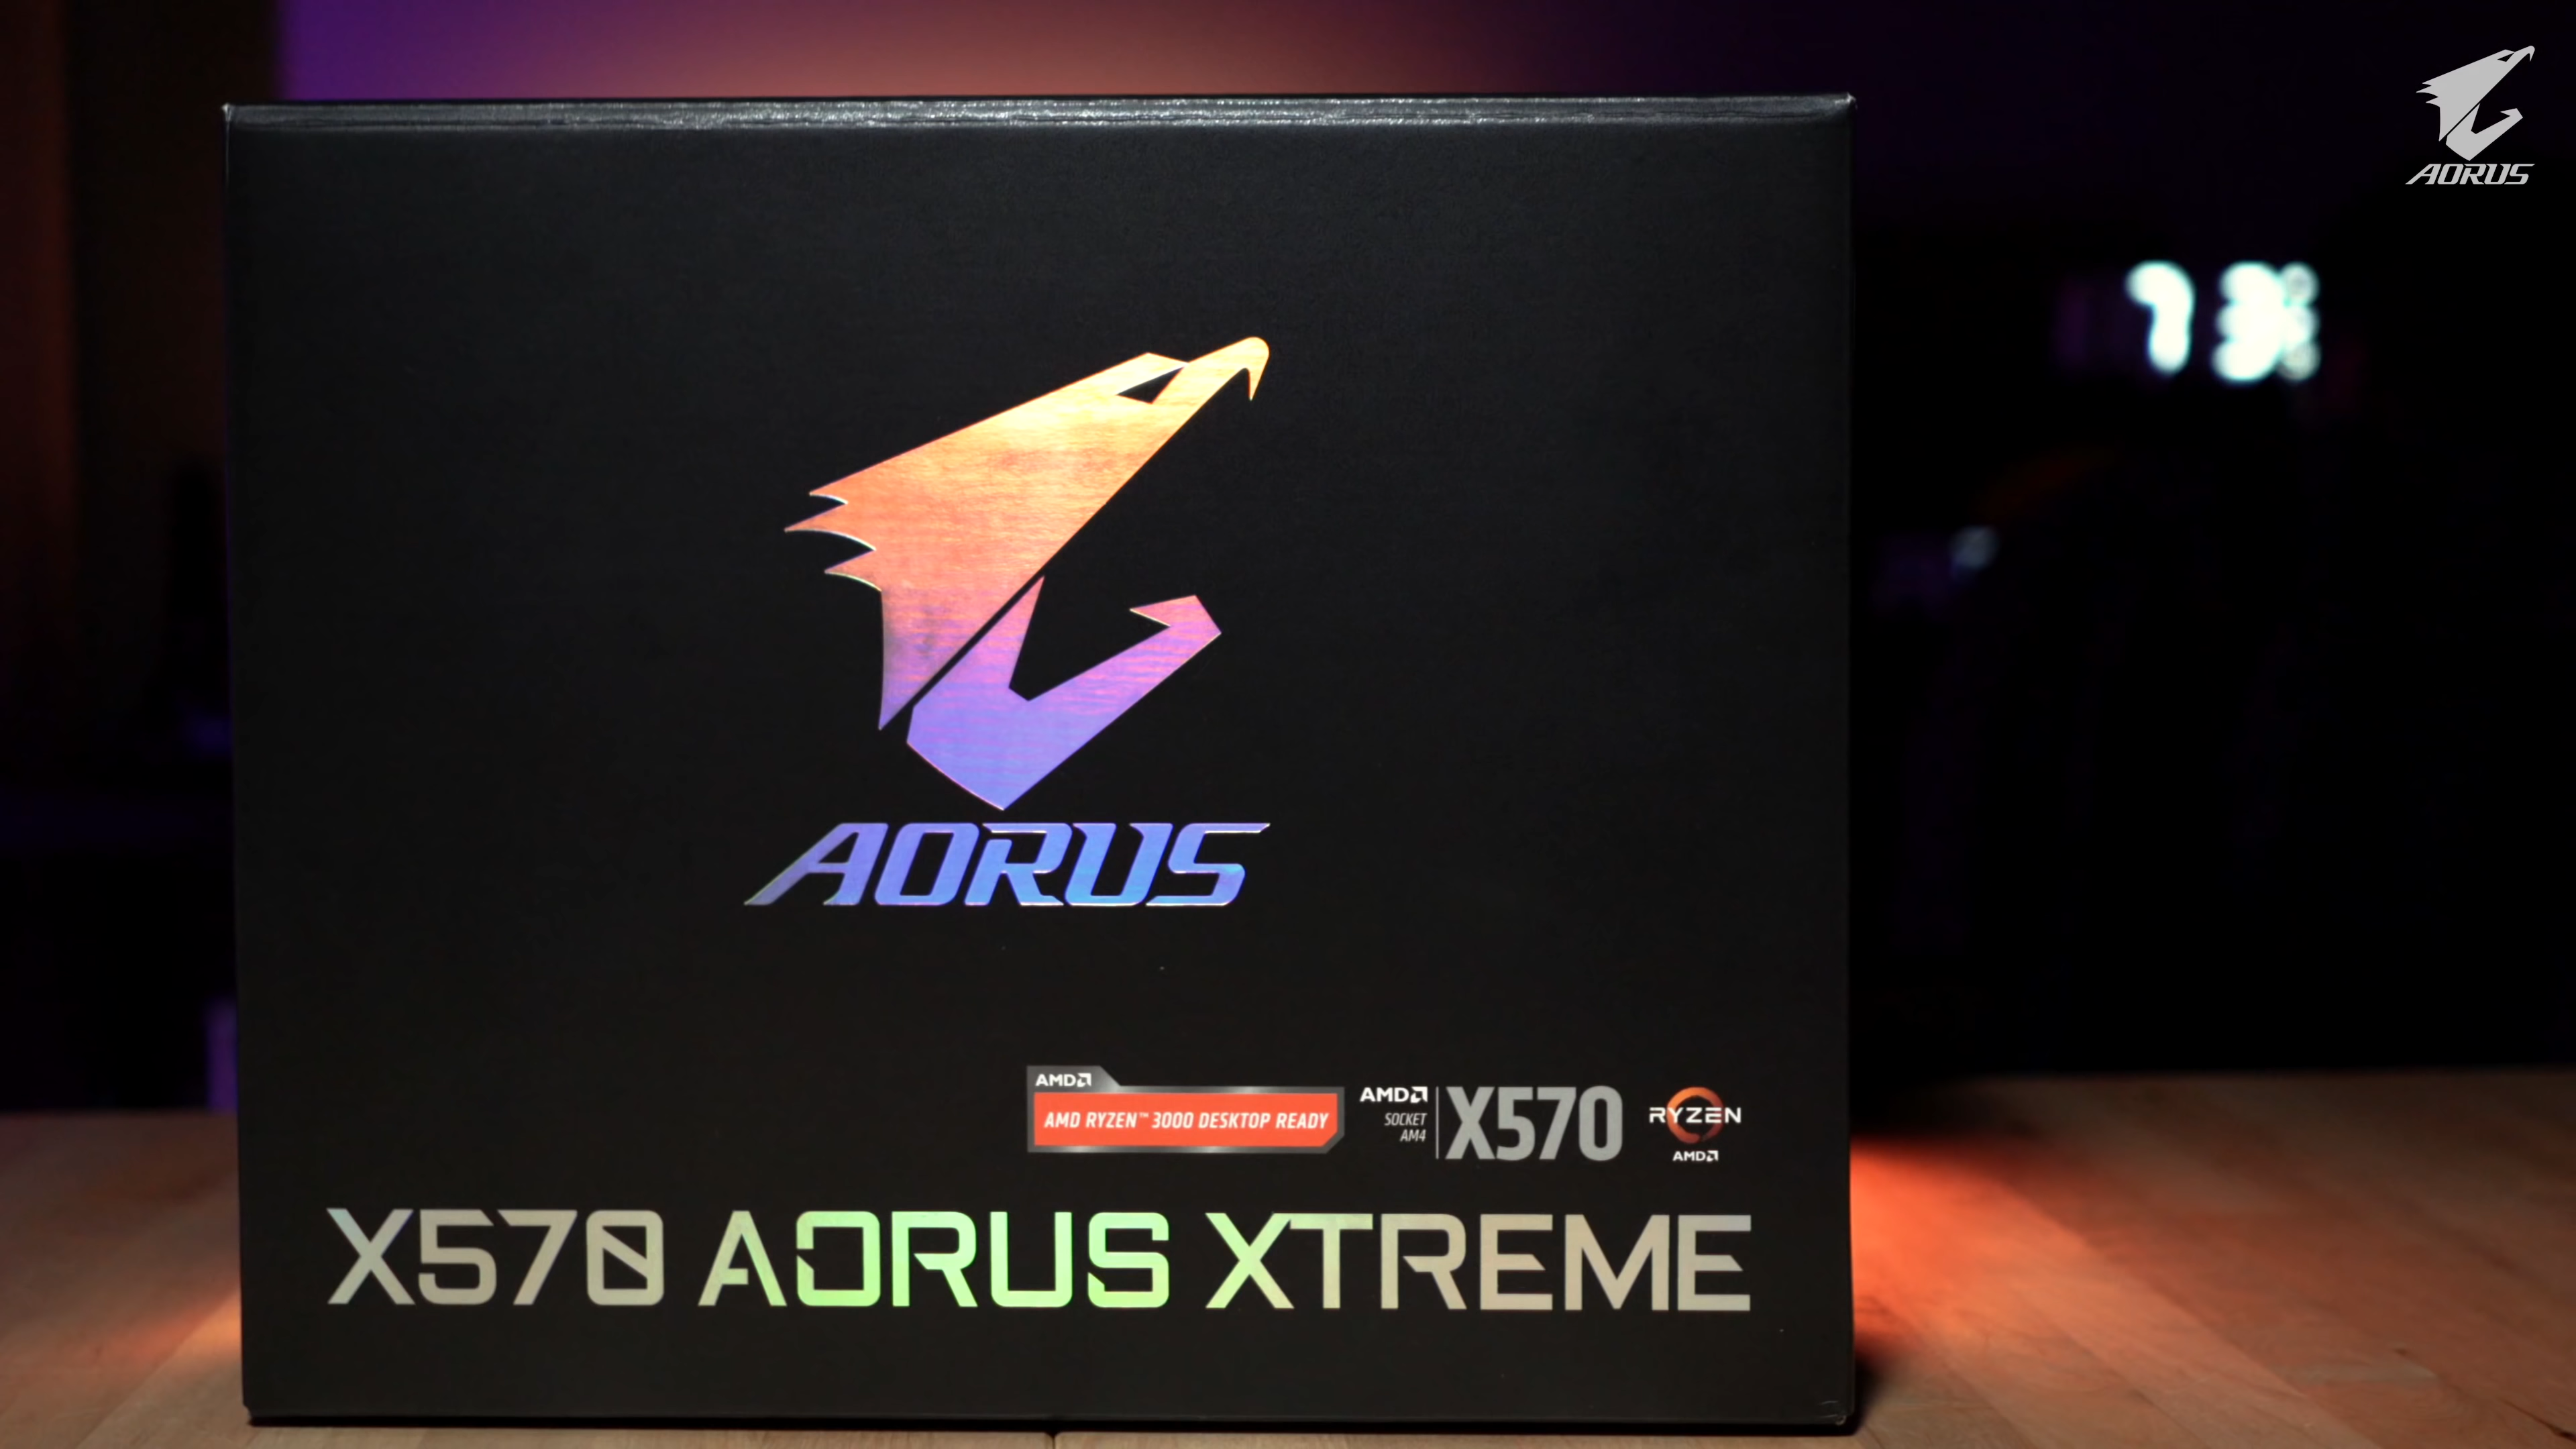 AORUS
AORUS
AMD
AMD RYZEN™ 3000 DESKTOP READY
AMD
SOCKET
AM4
X570
RYZEN
AMD
X570 AORUS XTREME